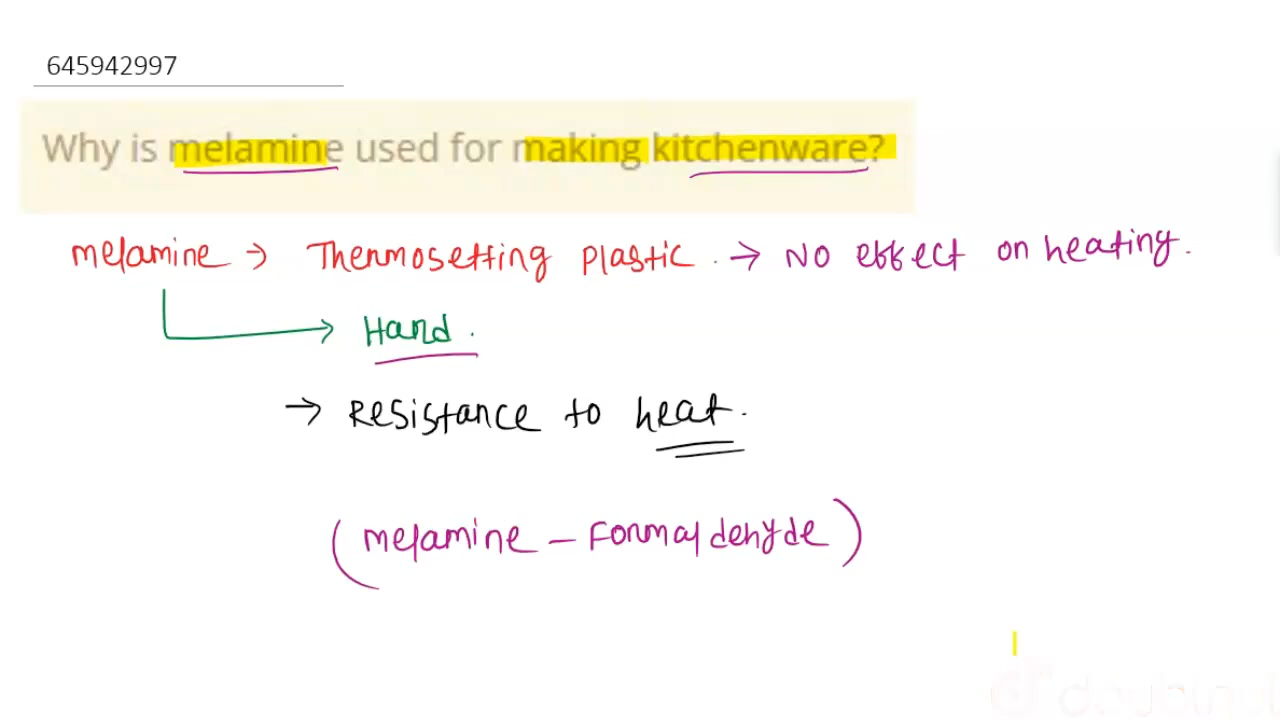 645942997
Why is melamine used for making kitchenware?
melamine → Thermosetting plastic. → No effect on heating.
Hard.
→ Resistance to heat.
(melamine - Formaldehyde)
doubtnut